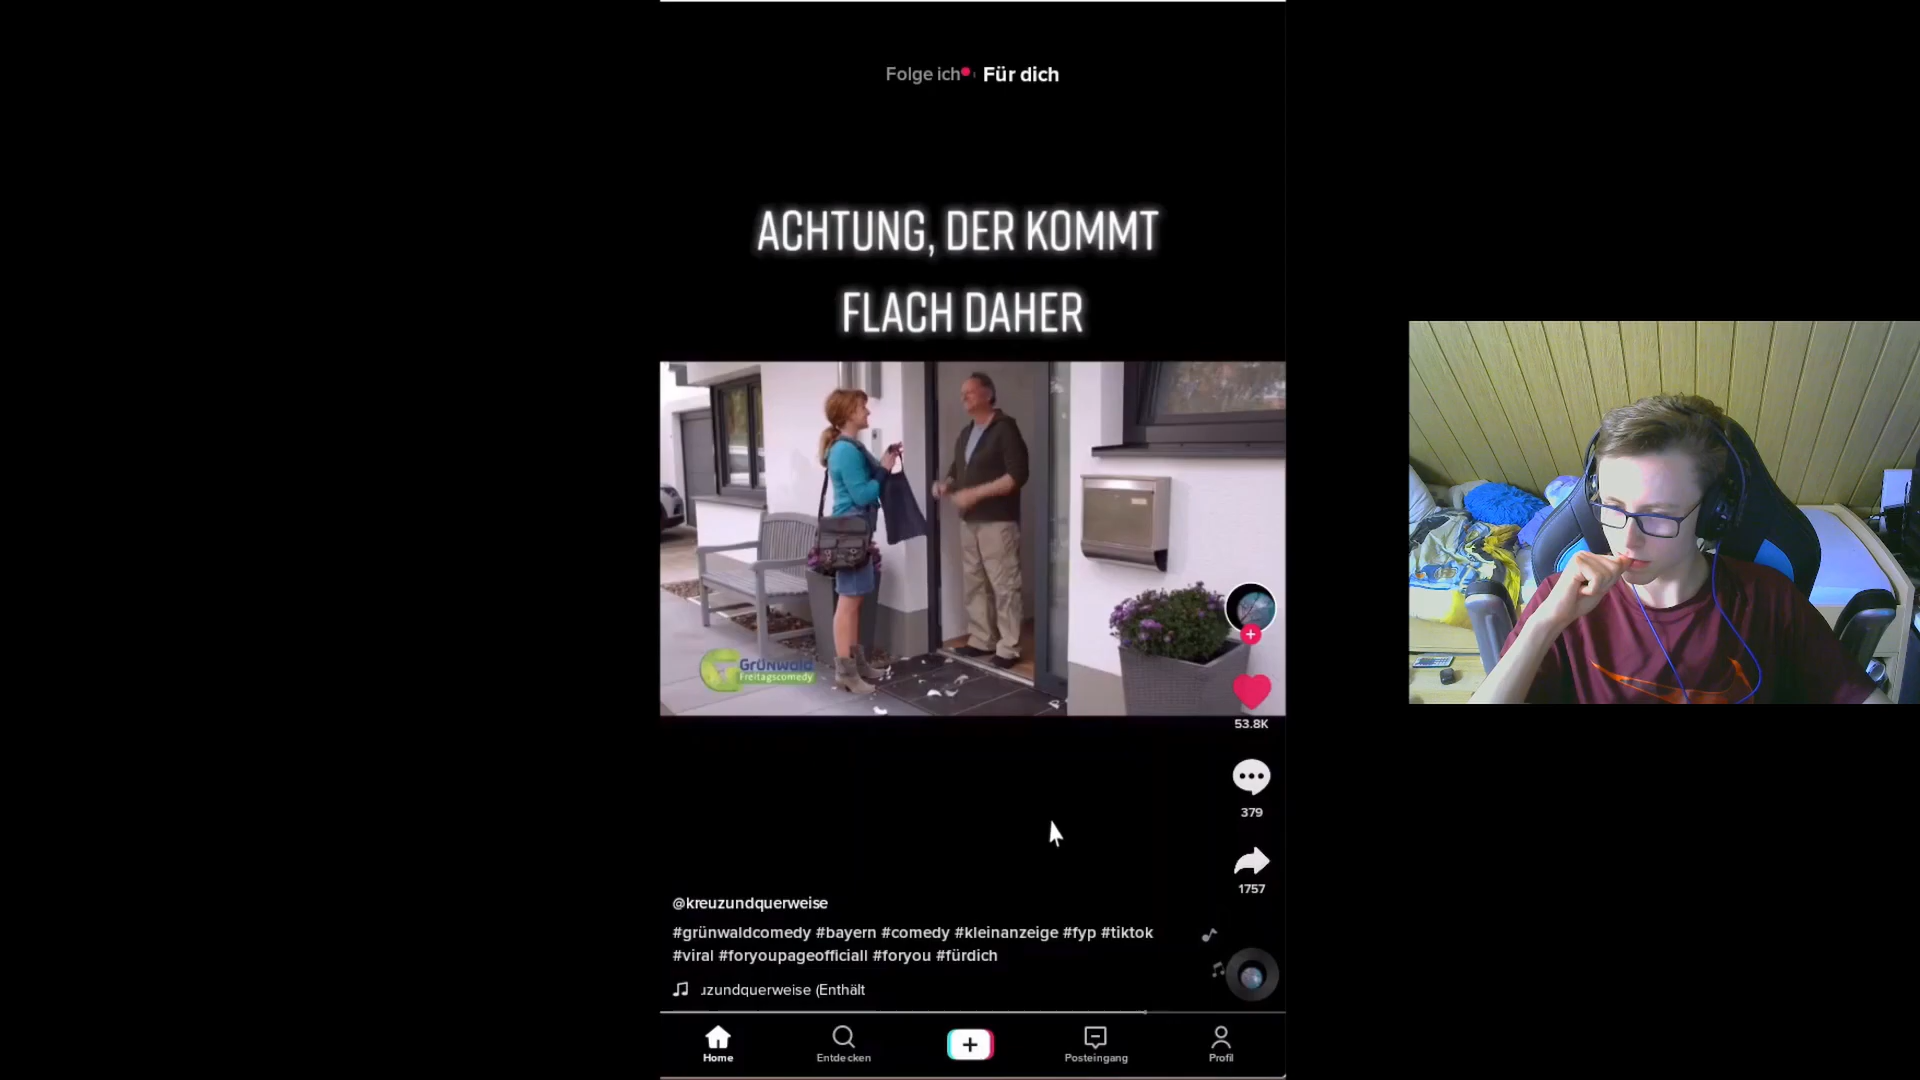 Folge ich Für dich
ACHTUNG, DER KOMMT
FLACH DAHER
Grünwald
Freitagscomedy
53.8K
379
1757
@kreuzundquerweise
#grünwaldcomedy #bayern #comedy #kleinanzeige #fyp #tiktok
#viral #foryoupageofficiall #foryou #fürdich
uzundquerweise (Enthält
Home Entdecken Posteingang Profil